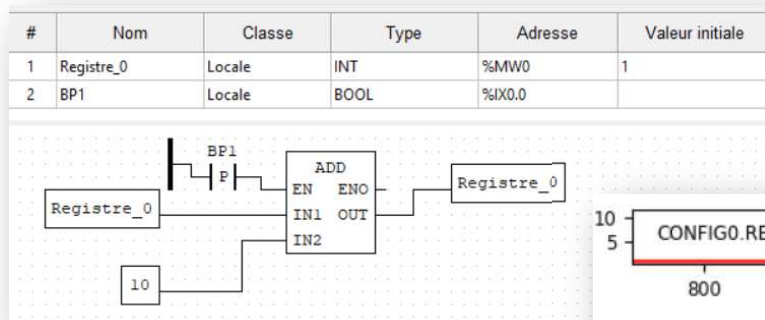 # Nom Classe Type Adresse Valeur initiale
1 Registre_0 Locale INT %MW0 1
2 BP1 Locale BOOL %IX0.0
BP1
P
ADD
EN ENO
IN1 OUT
IN2
Registre_0
Registre_0
10
10
5
CONFIG0.RE
800